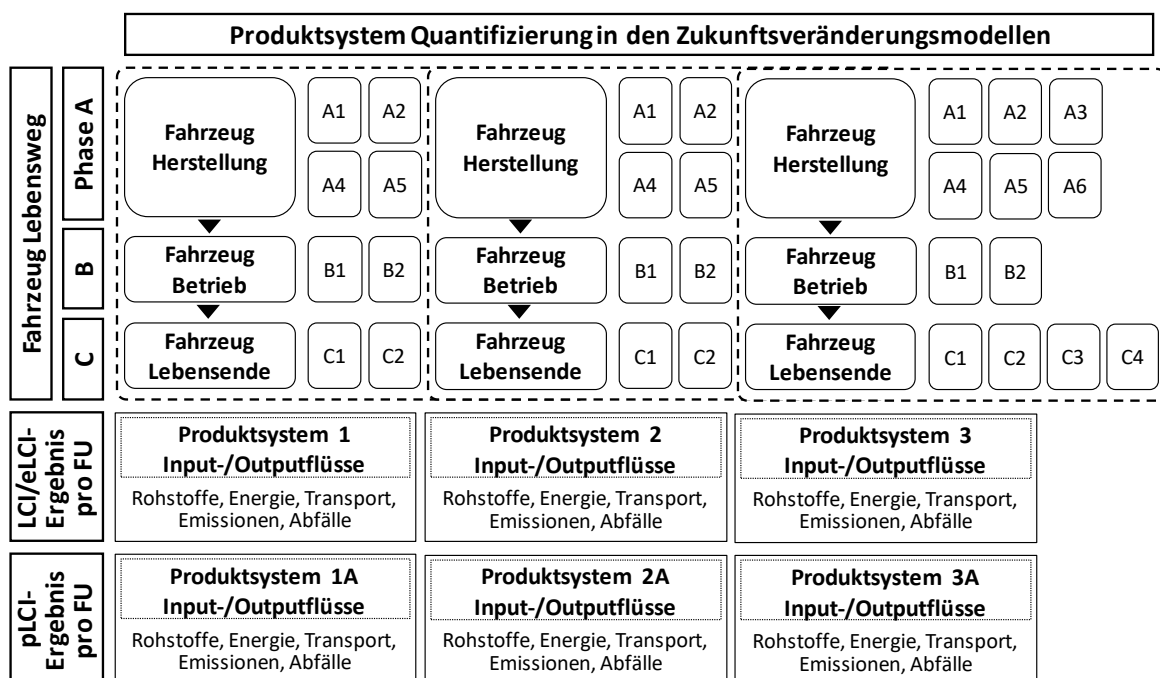 Produktsystem Quantifizierung in den Zukunftsveränderungsmodellen
Fahrzeug Lebensweg
Phase A
Fahrzeug
Herstellung
A1 A2
A4 A5
Fahrzeug
Herstellung
A1 A2
A4 A5
Fahrzeug
Herstellung
A1 A2 A3
A4 A5 A6
B
Fahrzeug
Betrieb
B1 B2
Fahrzeug
Betrieb
B1 B2
Fahrzeug
Betrieb
B1 B2
C
Fahrzeug
Lebensende
C1 C2
Fahrzeug
Lebensende
C1 C2
Fahrzeug
Lebensende
C1 C2 C3 C4
LCI/eLCI-
Ergebnis
pro FU
Produktsystem 1
Input-/Outputflüsse
Rohstoffe, Energie, Transport,
Emissionen, Abfälle
Produktsystem 2
Input-/Outputflüsse
Rohstoffe, Energie, Transport,
Emissionen, Abfälle
Produktsystem 3
Input-/Outputflüsse
Rohstoffe, Energie, Transport,
Emissionen, Abfälle
pLCI-
Ergebnis
pro FU
Produktsystem 1A
Input-/Outputflüsse
Rohstoffe, Energie, Transport,
Emissionen, Abfälle
Produktsystem 2A
Input-/Outputflüsse
Rohstoffe, Energie, Transport,
Emissionen, Abfälle
Produktsystem 3A
Input-/Outputflüsse
Rohstoffe, Energie, Transport,
Emissionen, Abfälle